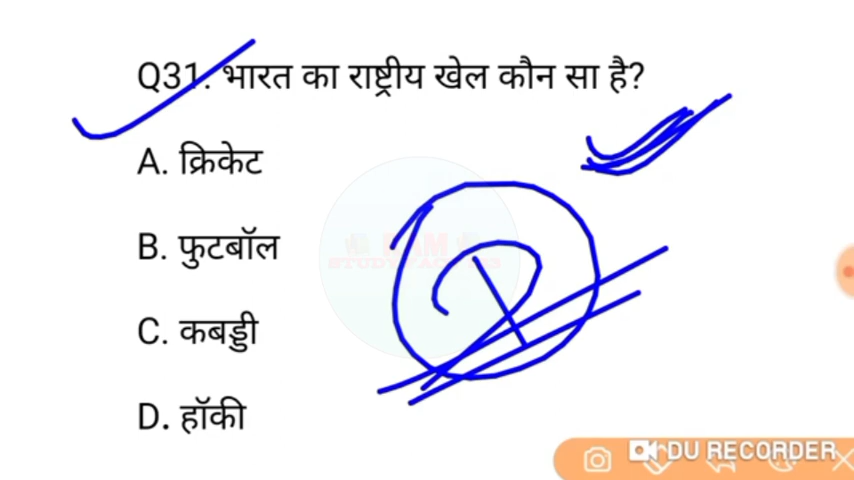 Q31. भारत का राष्ट्रीय खेल कौन सा है?
A. क्रिकेट
B. फुटबॉल
C. कबड्डी
D. हॉकी
DU RECORDER